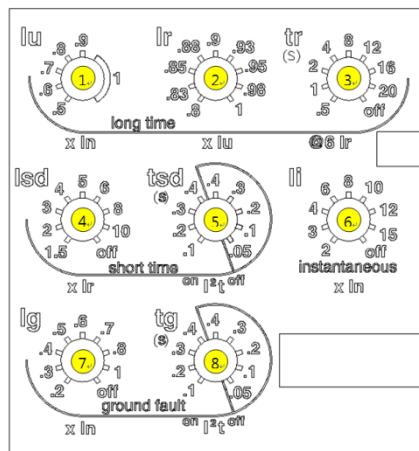 Iu Ir tr
.9 .9 8
.8 .88 .93 (S) 4 12
.7 1 .85 .95 2 16
.6 1 .83 2 .98 1 3 20
.5 .8 1 .5 off
long time
x In x Iu @6 Ir
Isd tsd Ii
5 .4 8
4 6 (s) .4 .3 6 10
3 8 .3 .2 4 12
2 4 10 .2 5 .1 3 6 15
1.5 off .1 .05 2 off
short time on I²t off instantaneous
x Ir x In
Ig tg
.6 .4
.5 .7 (s) .4 .3
.4 .8 .3 .2
.3 7 1 .2 8 .1
.2 off .1 .05
ground fault on I²t off
x In